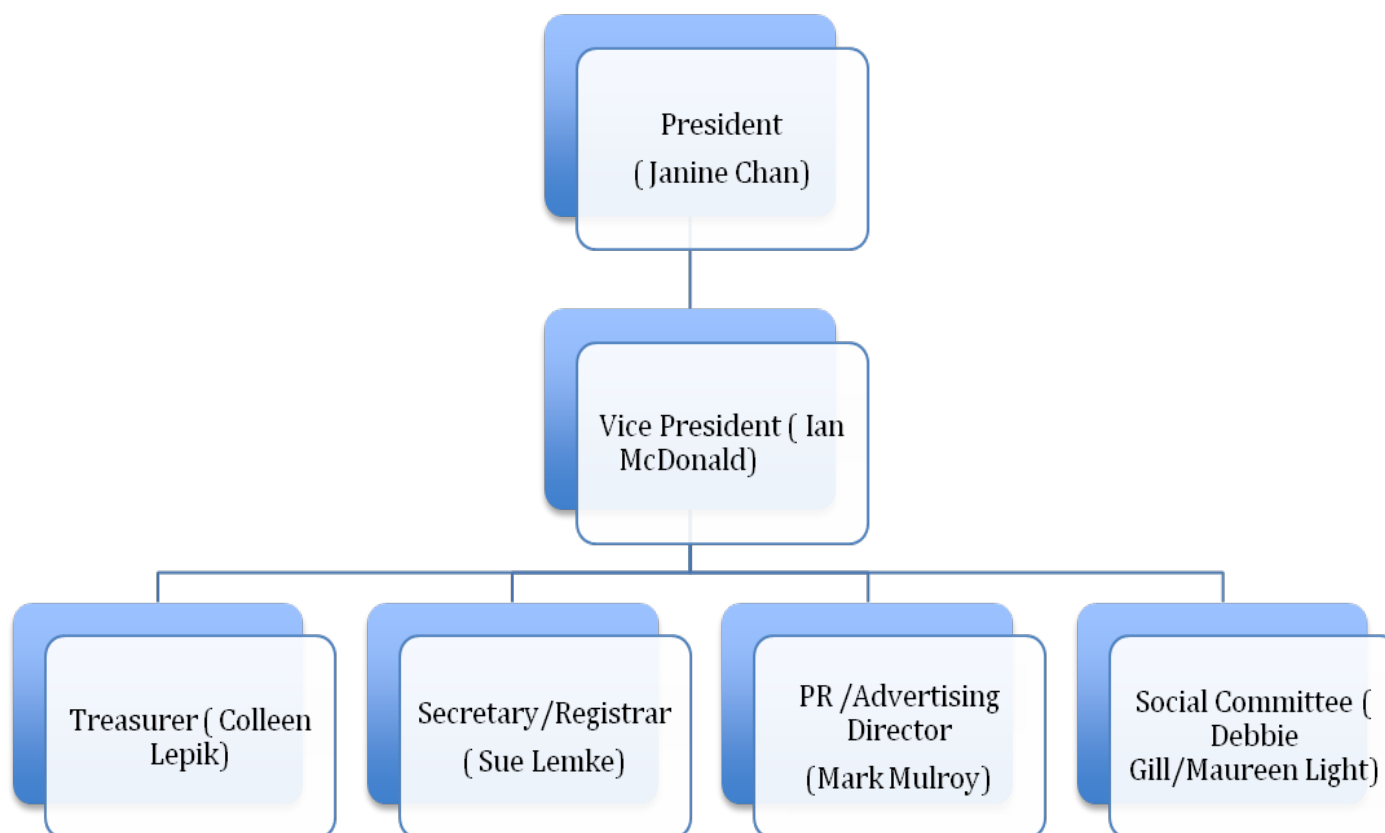 President
( Janine Chan)
Vice President ( Ian
McDonald)
Treasurer ( Colleen
Lepik)
Secretary/Registrar
( Sue Lemke)
PR /Advertising
Director
(Mark Mulroy)
Social Committee (
Debbie
Gill/Maureen Light)